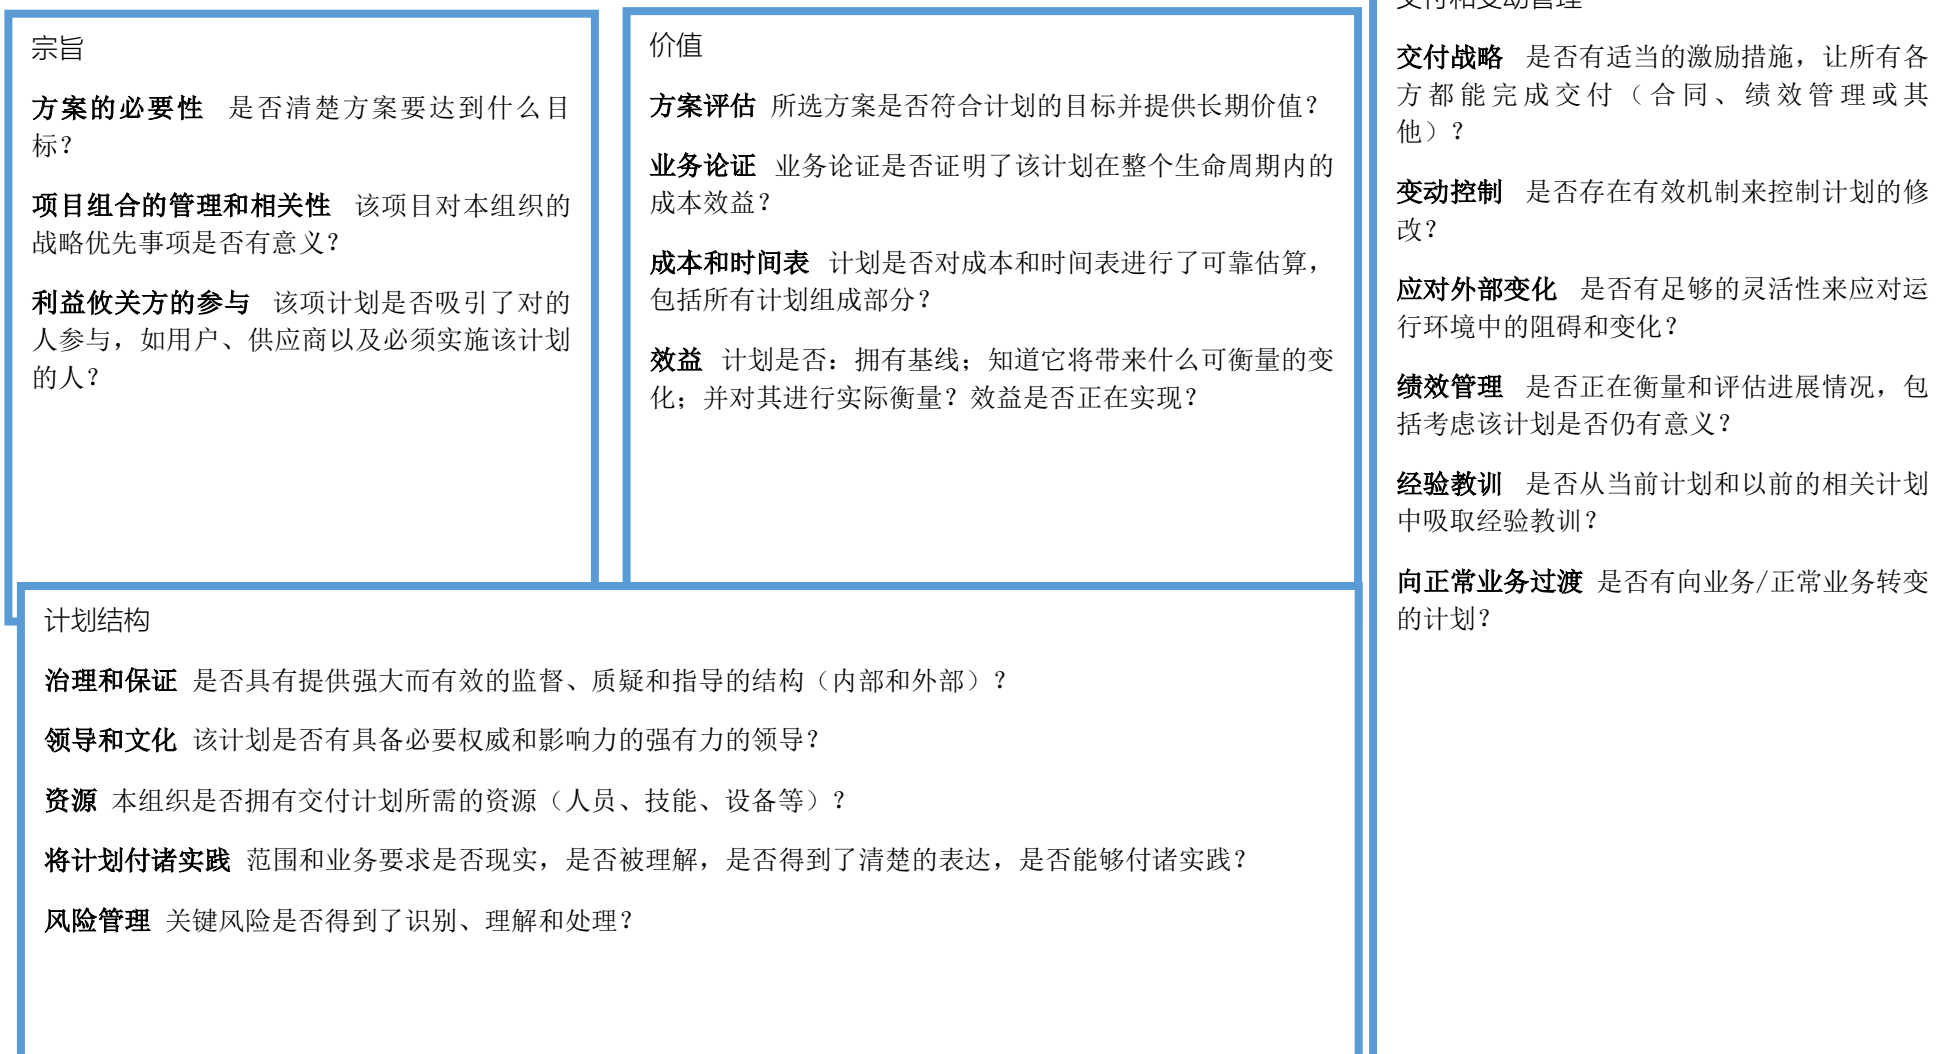 宗旨
方案的必要性 是否清楚方案要达到什么目
标？
项目组合的管理和相关性 该项目对本组织的
战略优先事项是否有意义？
利益攸关方的参与 该项计划是否吸引了对的
人参与，如用户、供应商以及必须实施该计划
的人？
价值
方案评估 所选方案是否符合计划的目标并提供长期价值？
业务论证 业务论证是否证明了该计划在整个生命周期内的
成本效益？
成本和时间表 计划是否对成本和时间表进行了可靠估算，
包括所有计划组成部分？
效益 计划是否：拥有基线；知道它将带来什么可衡量的变
化；并对其进行实际衡量？效益是否正在实现？
交付和变动管理
交付战略 是否有适当的激励措施，让所有各
方都能完成交付（合同、绩效管理或其
他）？
变动控制 是否存在有效机制来控制计划的修
改？
应对外部变化 是否有足够的灵活性来应对运
行环境中的阻碍和变化？
绩效管理 是否正在衡量和评估进展情况，包
括考虑该计划是否仍有意义？
经验教训 是否从当前计划和以前的相关计划
中吸取经验教训？
向正常业务过渡 是否有向业务/正常业务转变
的计划？
计划结构
治理和保证 是否具有提供强大而有效的监督、质疑和指导的结构（内部和外部）？
领导和文化 该计划是否有具备必要权威和影响力的强有力的领导？
资源 本组织是否拥有交付计划所需的资源（人员、技能、设备等）？
将计划付诸实践 范围和业务要求是否现实，是否被理解，是否得到了清楚的表达，是否能够付诸实践？
风险管理 关键风险是否得到了识别、理解和处理？